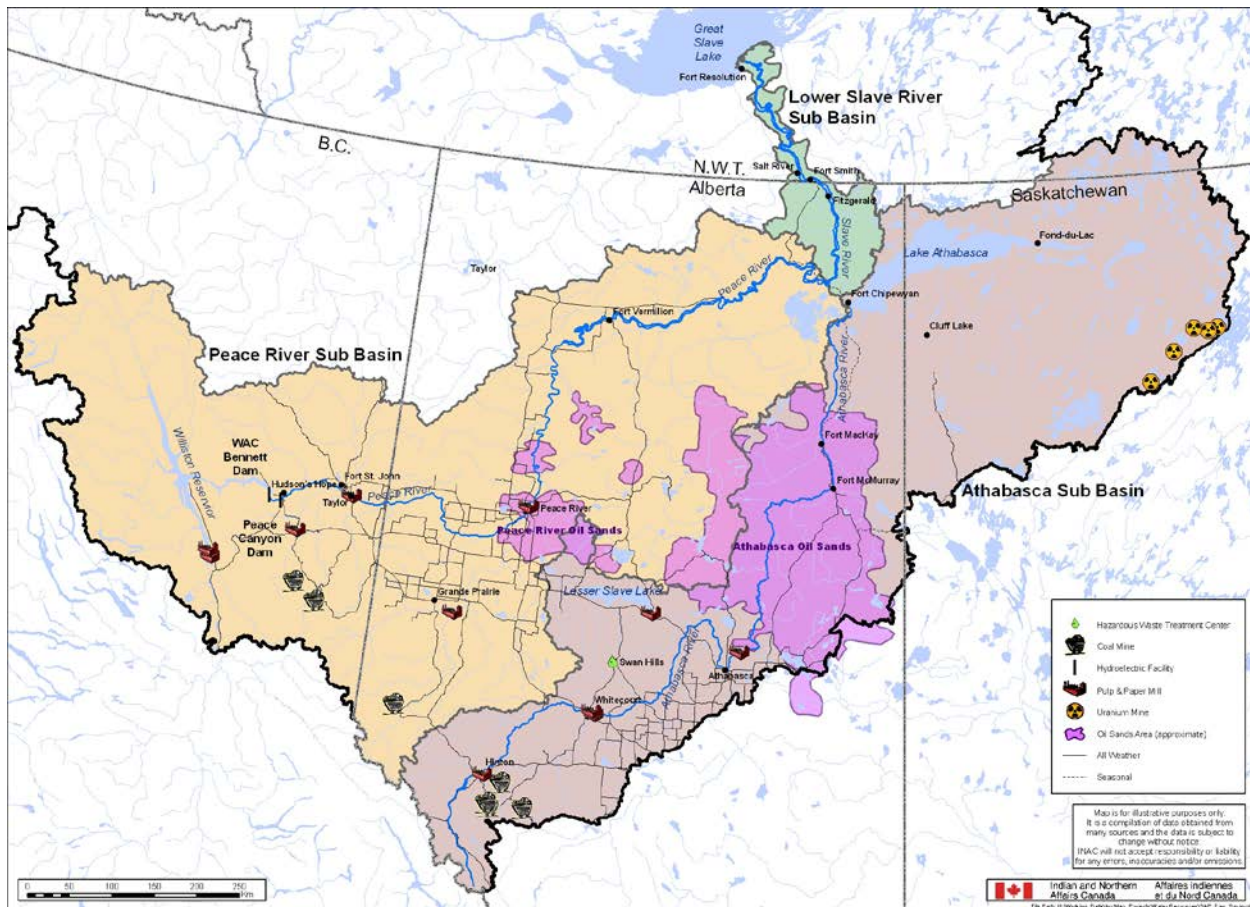 Great
Slave
Lake
Fort Resolution
Lower Slave River
Sub Basin
B.C.
N.W.T.
Alberta
Salt River
Fort Smith
Fitzgerald
Saskatchewan
Slave River
Fond-du-Lac
Lake Athabasca
Taylor
Peace River
Fort Chipewyan
Fort Vermillion
Cluff Lake
Peace River Sub Basin
Athabasca River
Williston Reservior
WAC
Bennett
Dam
Fort MacKay
Hudson's Hope
Fort St. John
Taylor
Peace River
Fort McMurray
Athabasca Sub Basin
Peace River
Peace
Canyon
Dam
Peace River Oil Sands
Athabasca Oil Sands
Lesser Slave Lake
Grande Prairie
Athabasca River
Swan Hills
Athabasca
Whitecourt
Hinton
Hazardous Waste Treatment Center
Coal Mine
Hydroelectric Facility
Pulp & Paper Mill
Uranium Mine
Oil Sands Area (approximate)
All Weather
Seasonal
Map is for illustrative purposes only.
It is a compilation of data obtained from
many sources and the data is subject to
change without notice.
INAC will not accept responsibility or liability
for any errors, inaccuracies and/or omissions.
0 50 100 150 200 250
Km
Indian and Northern
Affairs Canada
Affaires indiennes
et du Nord Canada